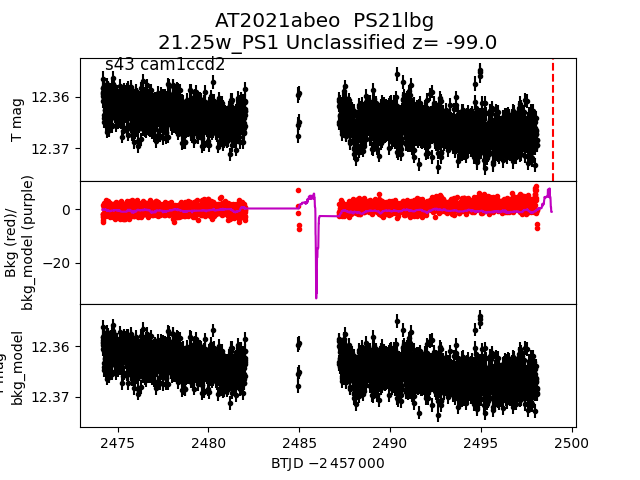 AT2021abeo  PS21lbg
21.25w_PS1 Unclassified z= -99.0
s43 cam1ccd2
12.36
12.37
T mag
0
−20
Bkg (red)/
bkg_model (purple)
12.36
12.37
bkg_model
2475 2480 2485 2490 2495 2500
BTJD −2 457 000